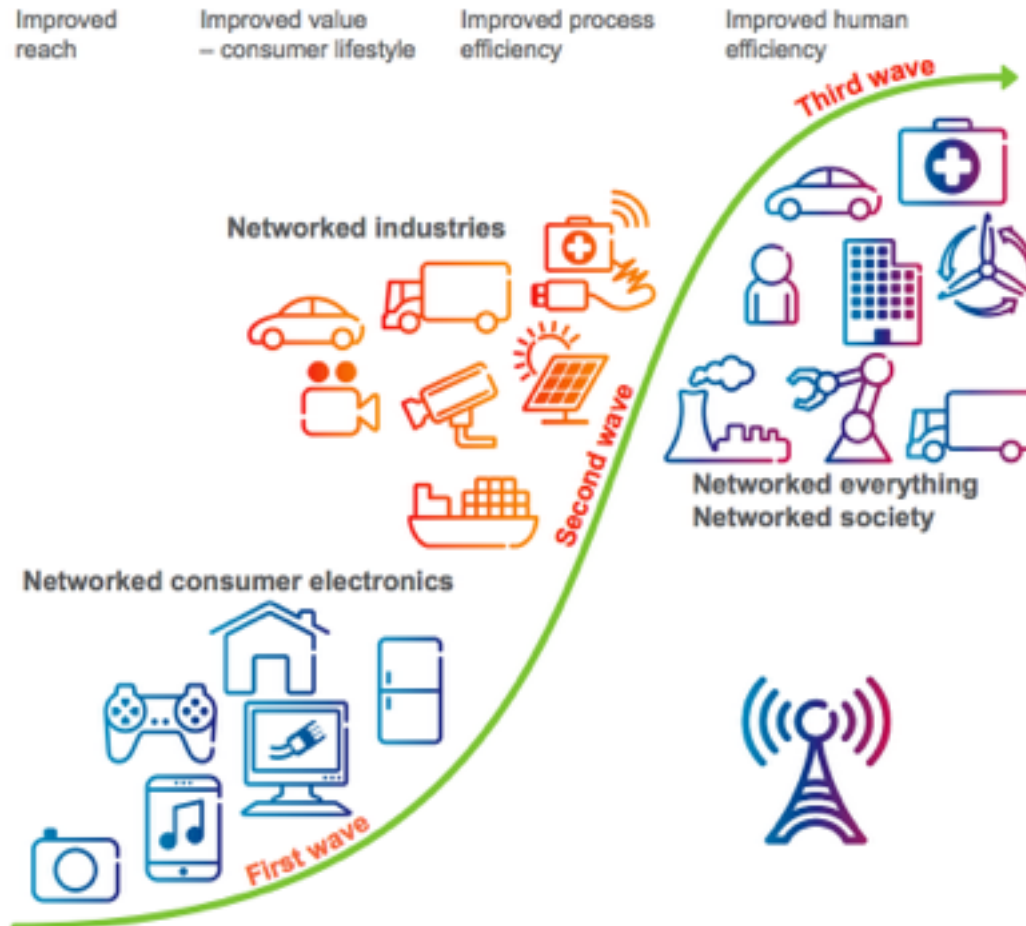 Improved
reach
Improved value
– consumer lifestyle
Improved process
efficiency
Improved human
efficiency
Third wave
Networked industries
Second wave
Networked everything
Networked society
Networked consumer electronics
First wave